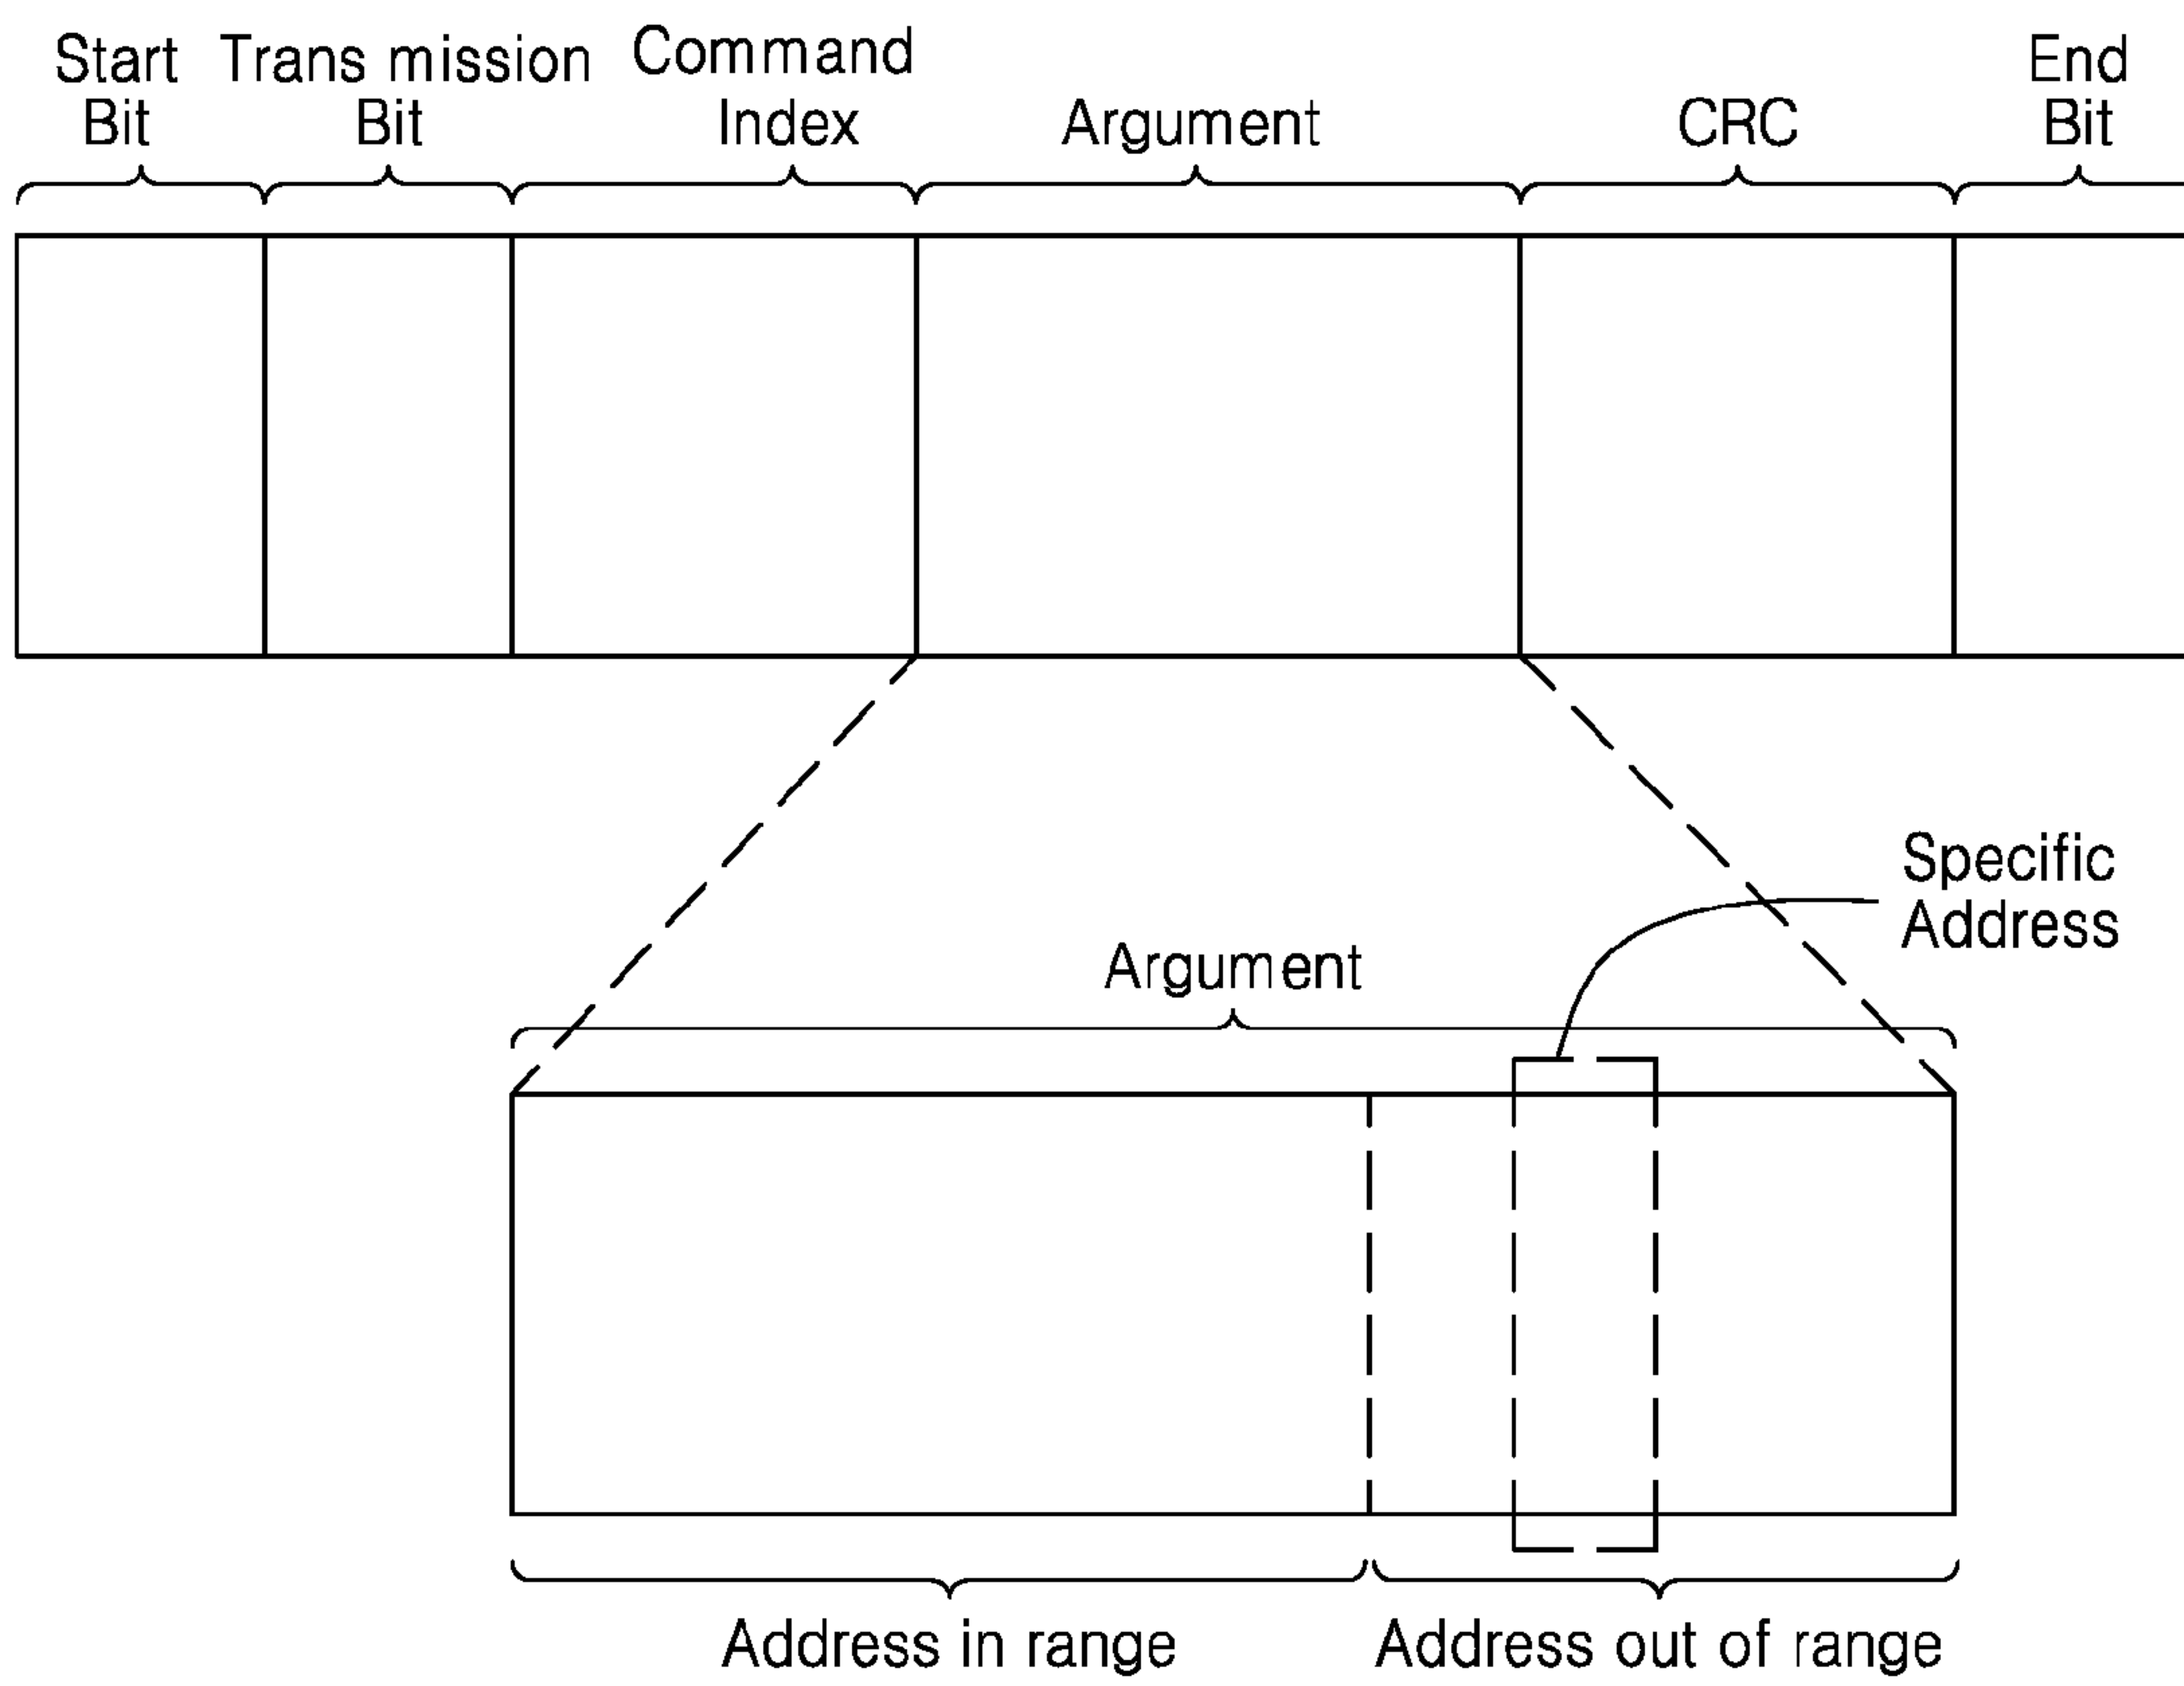 Start
Bit
Trans mission
Bit
Command
Index
Argument
CRC
End
Bit
Specific
Address
Argument
Address in range
Address out of range